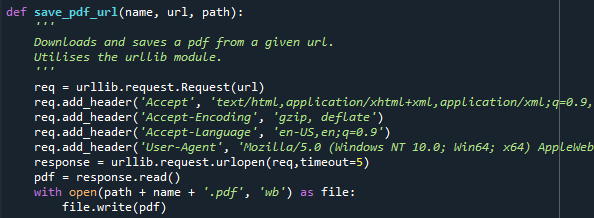 def save_pdf_url(name, url, path):
'''
Downloads and saves a pdf from a given url.
Utilises the urllib module.
'''
req = urllib.request.Request(url)
req.add_header('Accept', 'text/html,application/xhtml+xml,application/xml;q=0.9,
req.add_header('Accept-Encoding', 'gzip, deflate')
req.add_header('Accept-Language', 'en-US,en;q=0.9')
req.add_header('User-Agent', 'Mozilla/5.0 (Windows NT 10.0; Win64; x64) AppleWeb
response = urllib.request.urlopen(req,timeout=5)
pdf = response.read()
with open(path + name + '.pdf', 'wb') as file:
file.write(pdf)